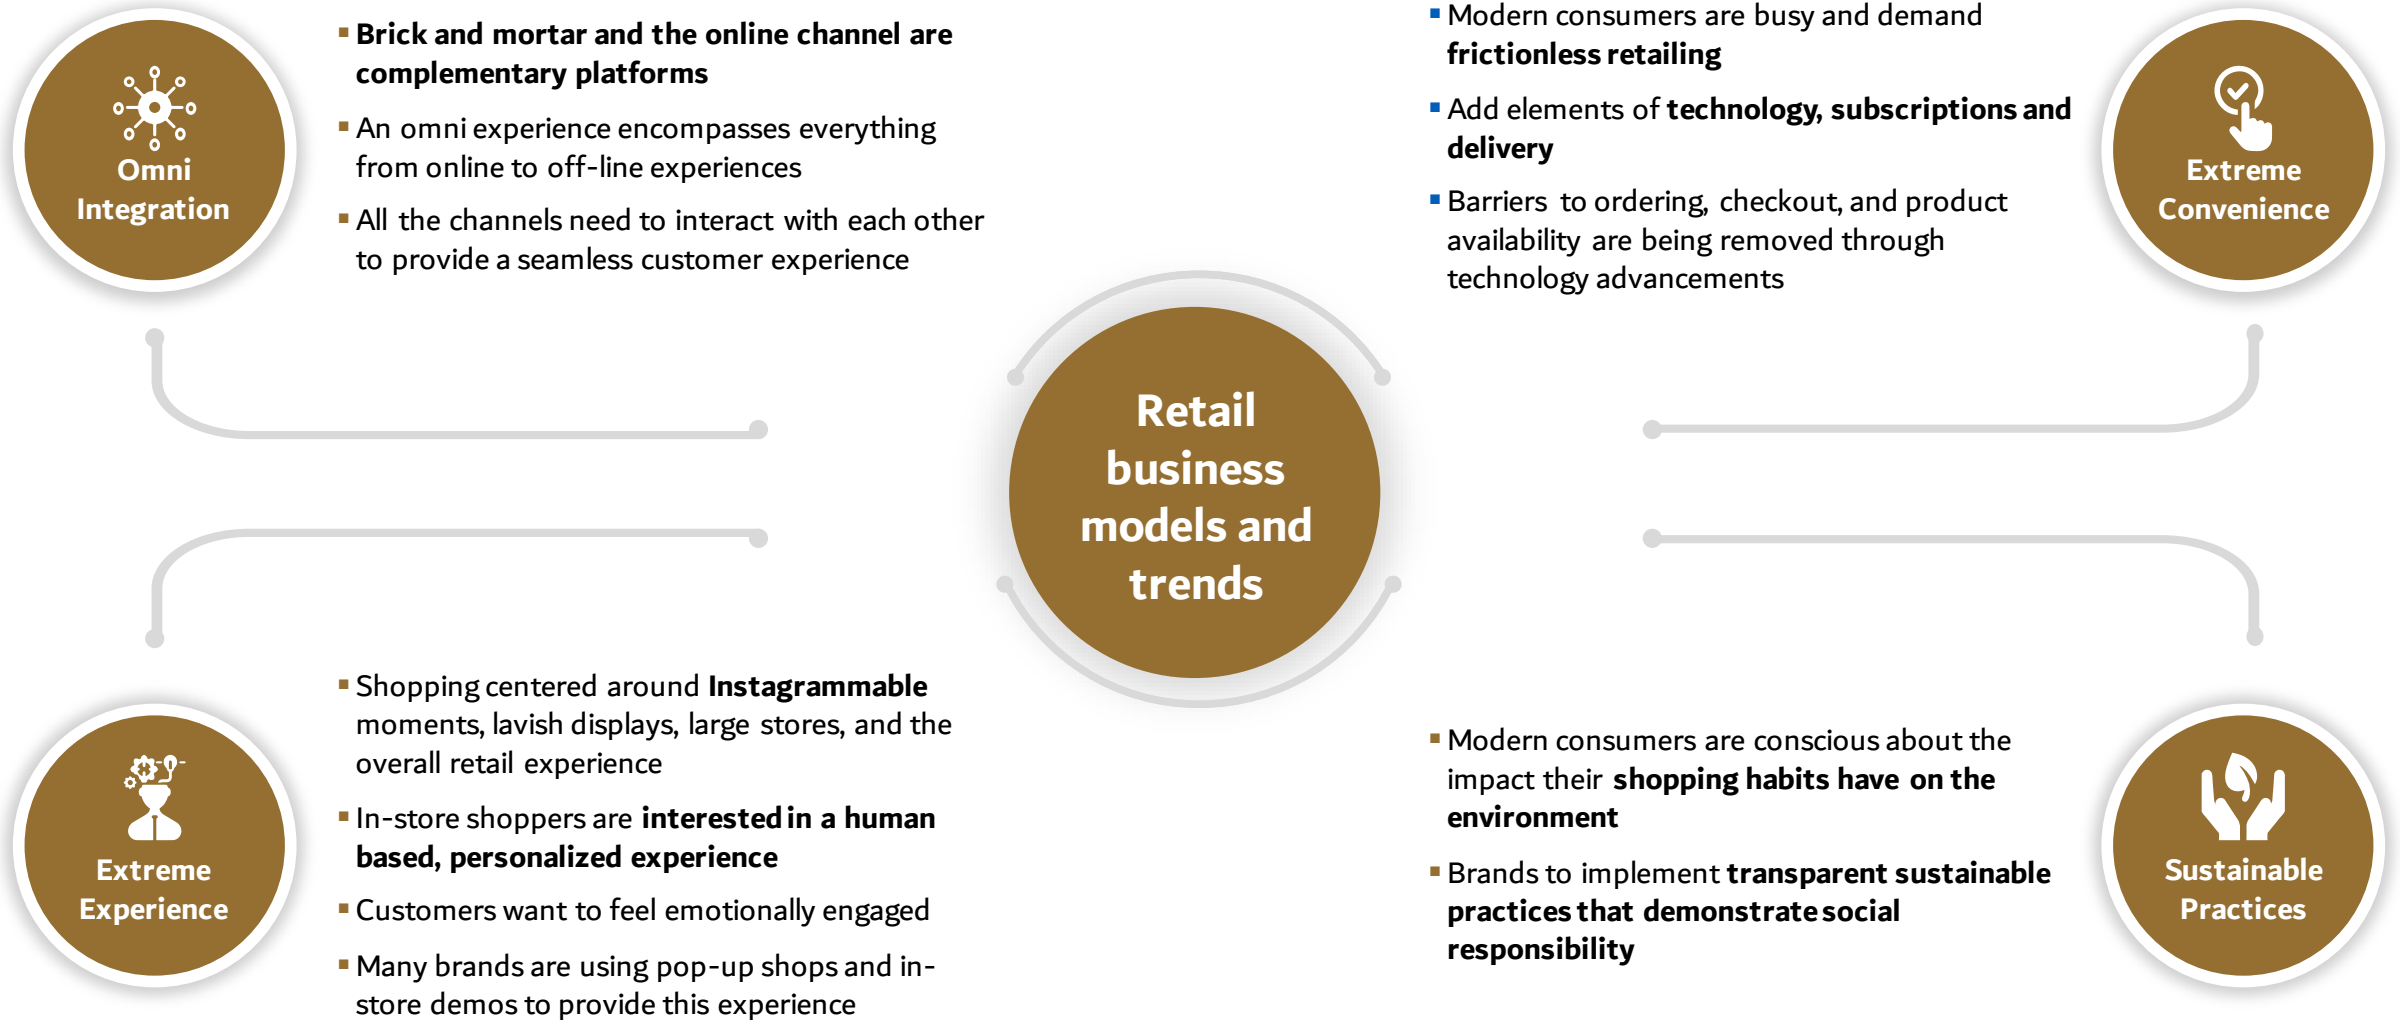 Omni
Integration
▪ Brick and mortar and the online channel are
complementary platforms
▪ An omni experience encompasses everything
from online to off-line experiences
▪ All the channels need to interact with each other
to provide a seamless customer experience
▪ Modern consumers are busy and demand
frictionless retailing
▪ Add elements of technology, subscriptions and
delivery
▪ Barriers to ordering, checkout, and product
availability are being removed through
technology advancements
Extreme
Convenience
Retail
business
models and
trends
Extreme
Experience
▪ Shopping centered around Instagrammable
moments, lavish displays, large stores, and the
overall retail experience
▪ In-store shoppers are interested in a human
based, personalized experience
▪ Customers want to feel emotionally engaged
▪ Many brands are using pop-up shops and in-
store demos to provide this experience
▪ Modern consumers are conscious about the
impact their shopping habits have on the
environment
▪ Brands to implement transparent sustainable
practices that demonstrate social
responsibility
Sustainable
Practices